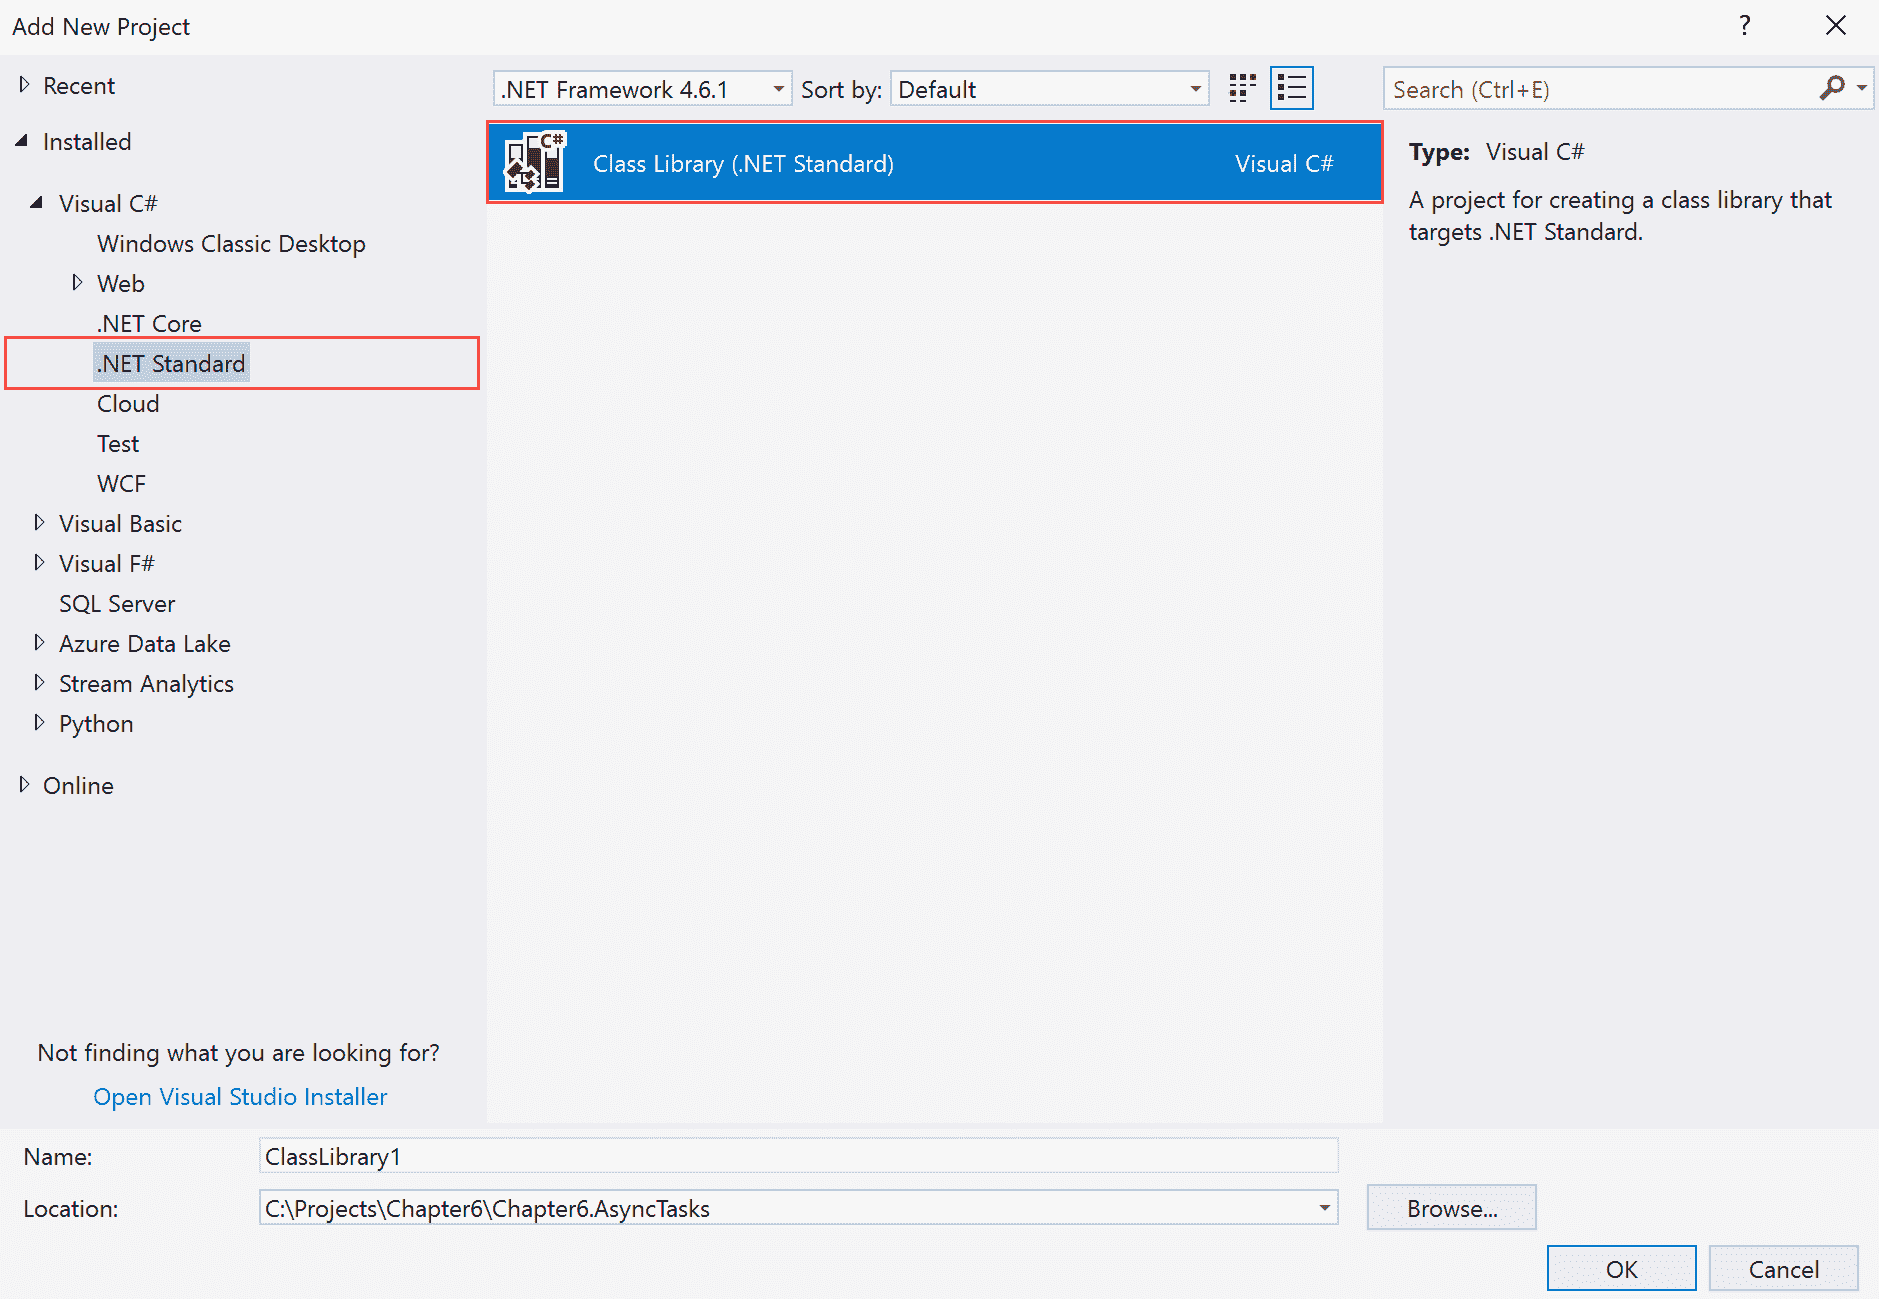 Add New Project
?
Recent
Installed
Visual C#
Windows Classic Desktop
Web
.NET Core
.NET Standard
Cloud
Test
WCF
Visual Basic
Visual F#
SQL Server
Azure Data Lake
Stream Analytics
Python
Online
Not finding what you are looking for?
Open Visual Studio Installer
.NET Framework 4.6.1
Sort by: Default
C#
Class Library (.NET Standard) Visual C#
Search (Ctrl+E)
Type: Visual C#
A project for creating a class library that
targets .NET Standard.
Name: ClassLibrary1
Location: C:\Projects\Chapter6\Chapter6.AsyncTasks
Browse...
OK
Cancel